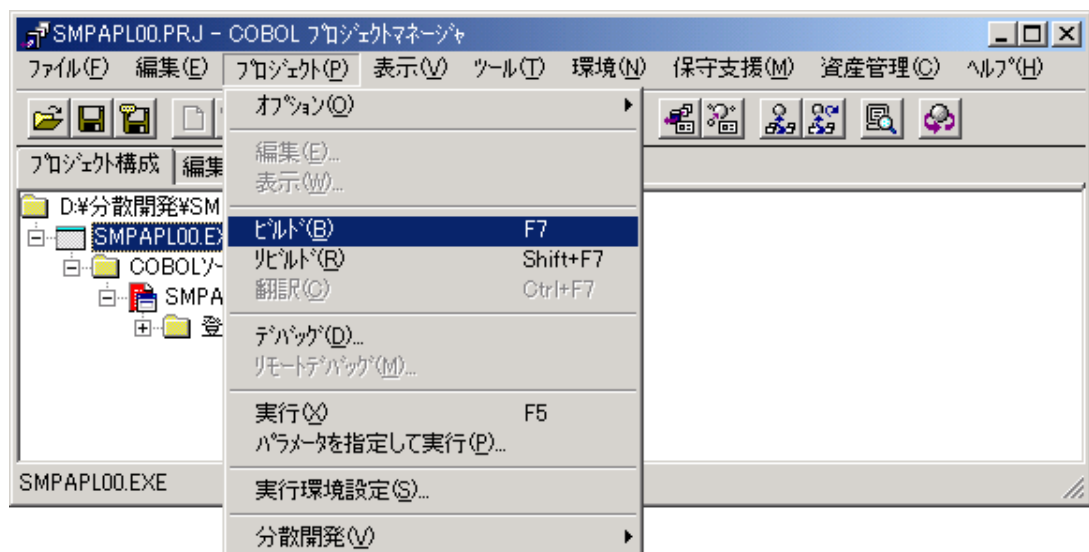 SMPAPL00.PRJ - COBOL プロジェクトマネージャ
ファイル(F) 編集(E) プロジェクト(P) 表示(V) ツール(T) 環境(N) 保守支援(M) 資産管理(C) ヘルプ(H)
プロジェクト構成 編集
D:¥分散開発¥SM
SMPAPL00.EX
COBOLソー
SMPA
登
オプション(O)
編集(E)...
表示(W)...
ビルド(B) F7
リビルド(R) Shift+F7
翻訳(C) Ctrl+F7
デバッグ(D)...
リモートデバッグ(M)...
実行(X) F5
パラメータを指定して実行(P)...
実行環境設定(S)...
分散開発(V)
SMPAPL00.EXE